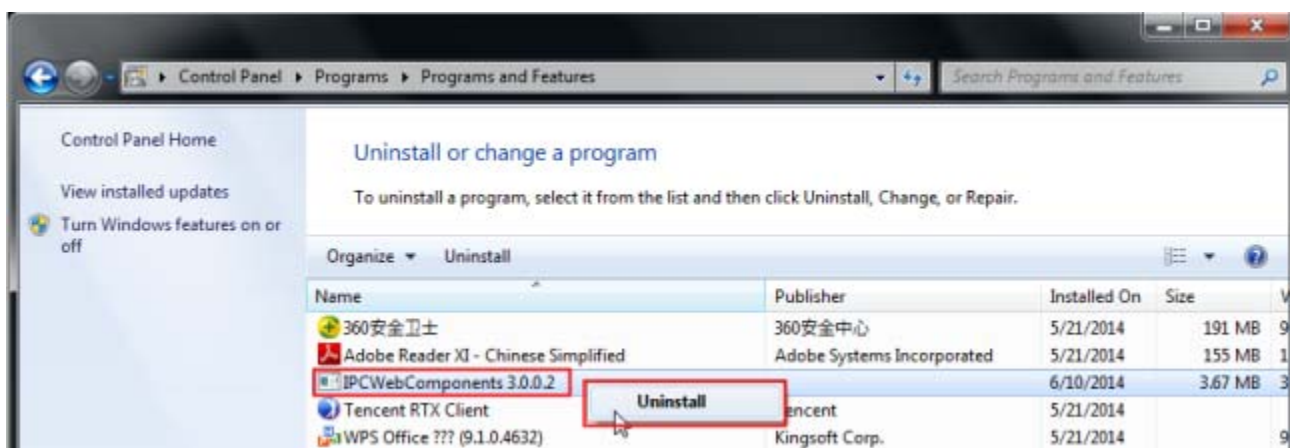 Control Panel Programs Programs and Features Search Programs and Features
Control Panel Home
View installed updates
Turn Windows features on or
off
Uninstall or change a program
To uninstall a program, select it from the list and then click Uninstall, Change, or Repair.
Organize Uninstall
Name Publisher Installed On Size V
360安全卫士 360安全中心 5/21/2014 191 MB 9
Adobe Reader XI - Chinese Simplified Adobe Systems Incorporated 5/21/2014 155 MB 1
IPCWebComponents 3.0.0.2 6/10/2014 3.67 MB 3
Uninstall
Tencent RTX Client encent 5/21/2014
WPS Office ??? (9.1.0.4632) Kingsoft Corp. 5/21/2014 9